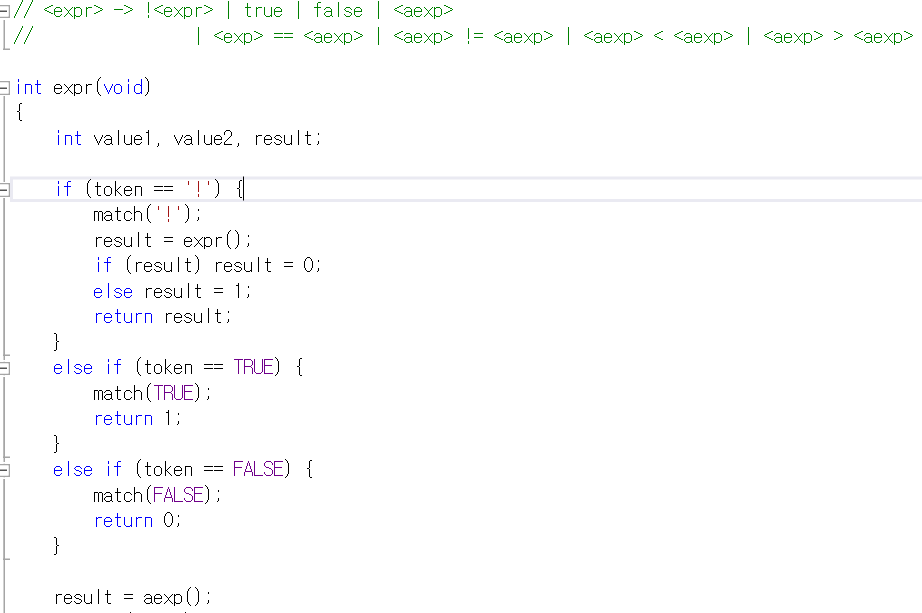 // <expr> -> !<expr> | true | false | <aexp>
// | <exp> == <aexp> | <aexp> != <aexp> | <aexp> < <aexp> | <aexp> > <aexp>
int expr(void)
{
int value1, value2, result;
if (token == '!') {
match('!');
result = expr();
if (result) result = 0;
else result = 1;
return result;
}
else if (token == TRUE) {
match(TRUE);
return 1;
}
else if (token == FALSE) {
match(FALSE);
return 0;
}
result = aexp();